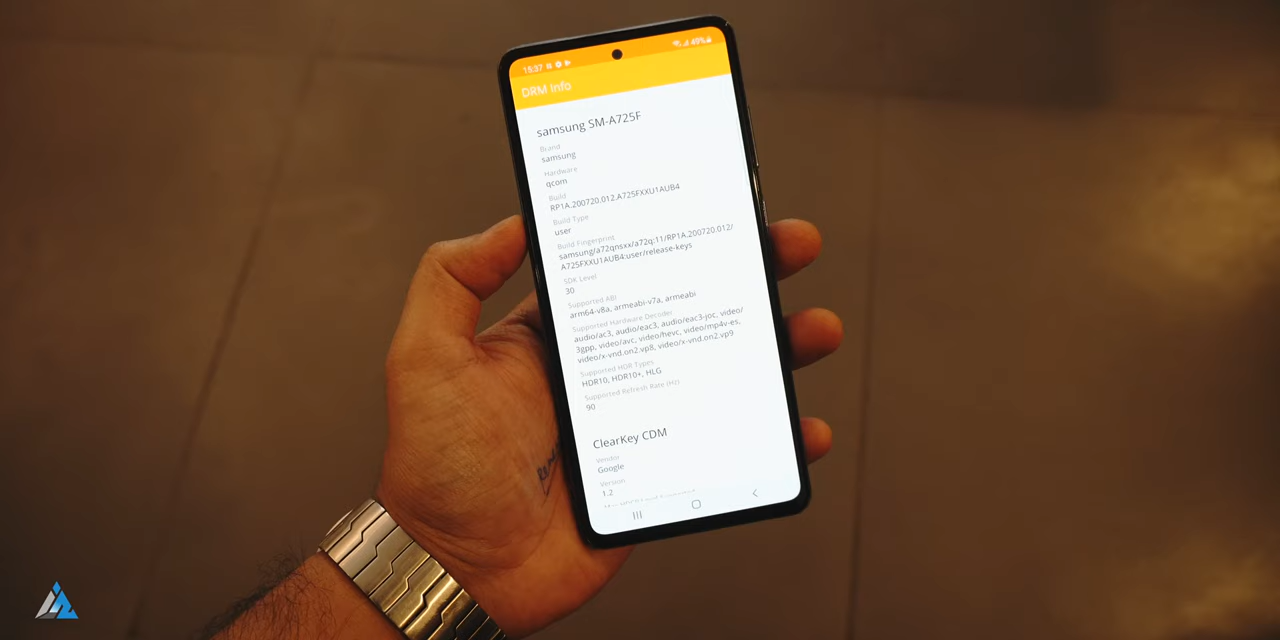 15:37
49%
DRM Info
samsung SM-A725F
Brand
samsung
Hardware
qcom
Build
RP1A.200720.012.A725FXXU1AUB4
Build Type
user
Build Fingerprint
samsung/a72qnsxx/a72q:11/RP1A.200720.012/
A725FXXU1AUB4:user/release-keys
SDK Level
30
Supported ABI
arm64-v8a, armeabi-v7a, armeabi
Supported Hardware Decoder
audio/ac3, audio/eac3, audio/eac3-joc, video/
3gpp, video/avc, video/hevc, video/mp4v-es,
video/x-vnd.on2.vp8, video/x-vnd.on2.vp9
Supported HDR Types
HDR10, HDR10+, HLG
Supported Refresh Rate (Hz)
90
ClearKey CDM
Vendor
Google
Version
1.2